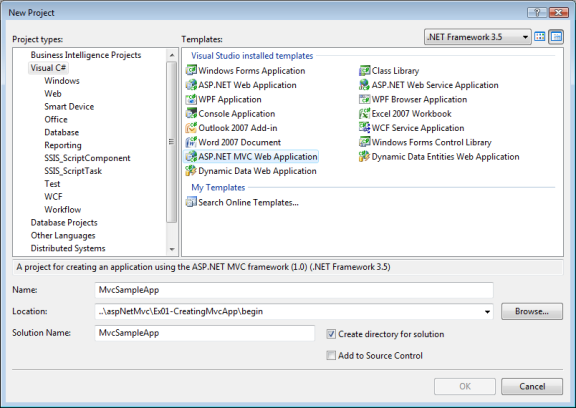 New Project
Project types:
Templates:
.NET Framework 3.5
Business Intelligence Projects
Visual C#
Windows
Web
Smart Device
Office
Database
Reporting
SSIS_ScriptComponent
SSIS_ScriptTask
Test
WCF
Workflow
Database Projects
Other Languages
Distributed Systems
Visual Studio installed templates
Windows Forms Application
Class Library
ASP.NET Web Application
ASP.NET Web Service Application
WPF Application
WPF Browser Application
Console Application
Excel 2007 Workbook
Outlook 2007 Add-in
WCF Service Application
Word 2007 Document
Windows Forms Control Library
ASP.NET MVC Web Application
Dynamic Data Entities Web Application
Dynamic Data Web Application
My Templates
Search Online Templates...
A project for creating an application using the ASP.NET MVC framework (1.0) (.NET Framework 3.5)
Name:
MvcSampleApp
Location:
..\aspNetMvc\Ex01-CreatingMvcApp\begin
Browse...
Solution Name:
MvcSampleApp
Create directory for solution
Add to Source Control
OK
Cancel